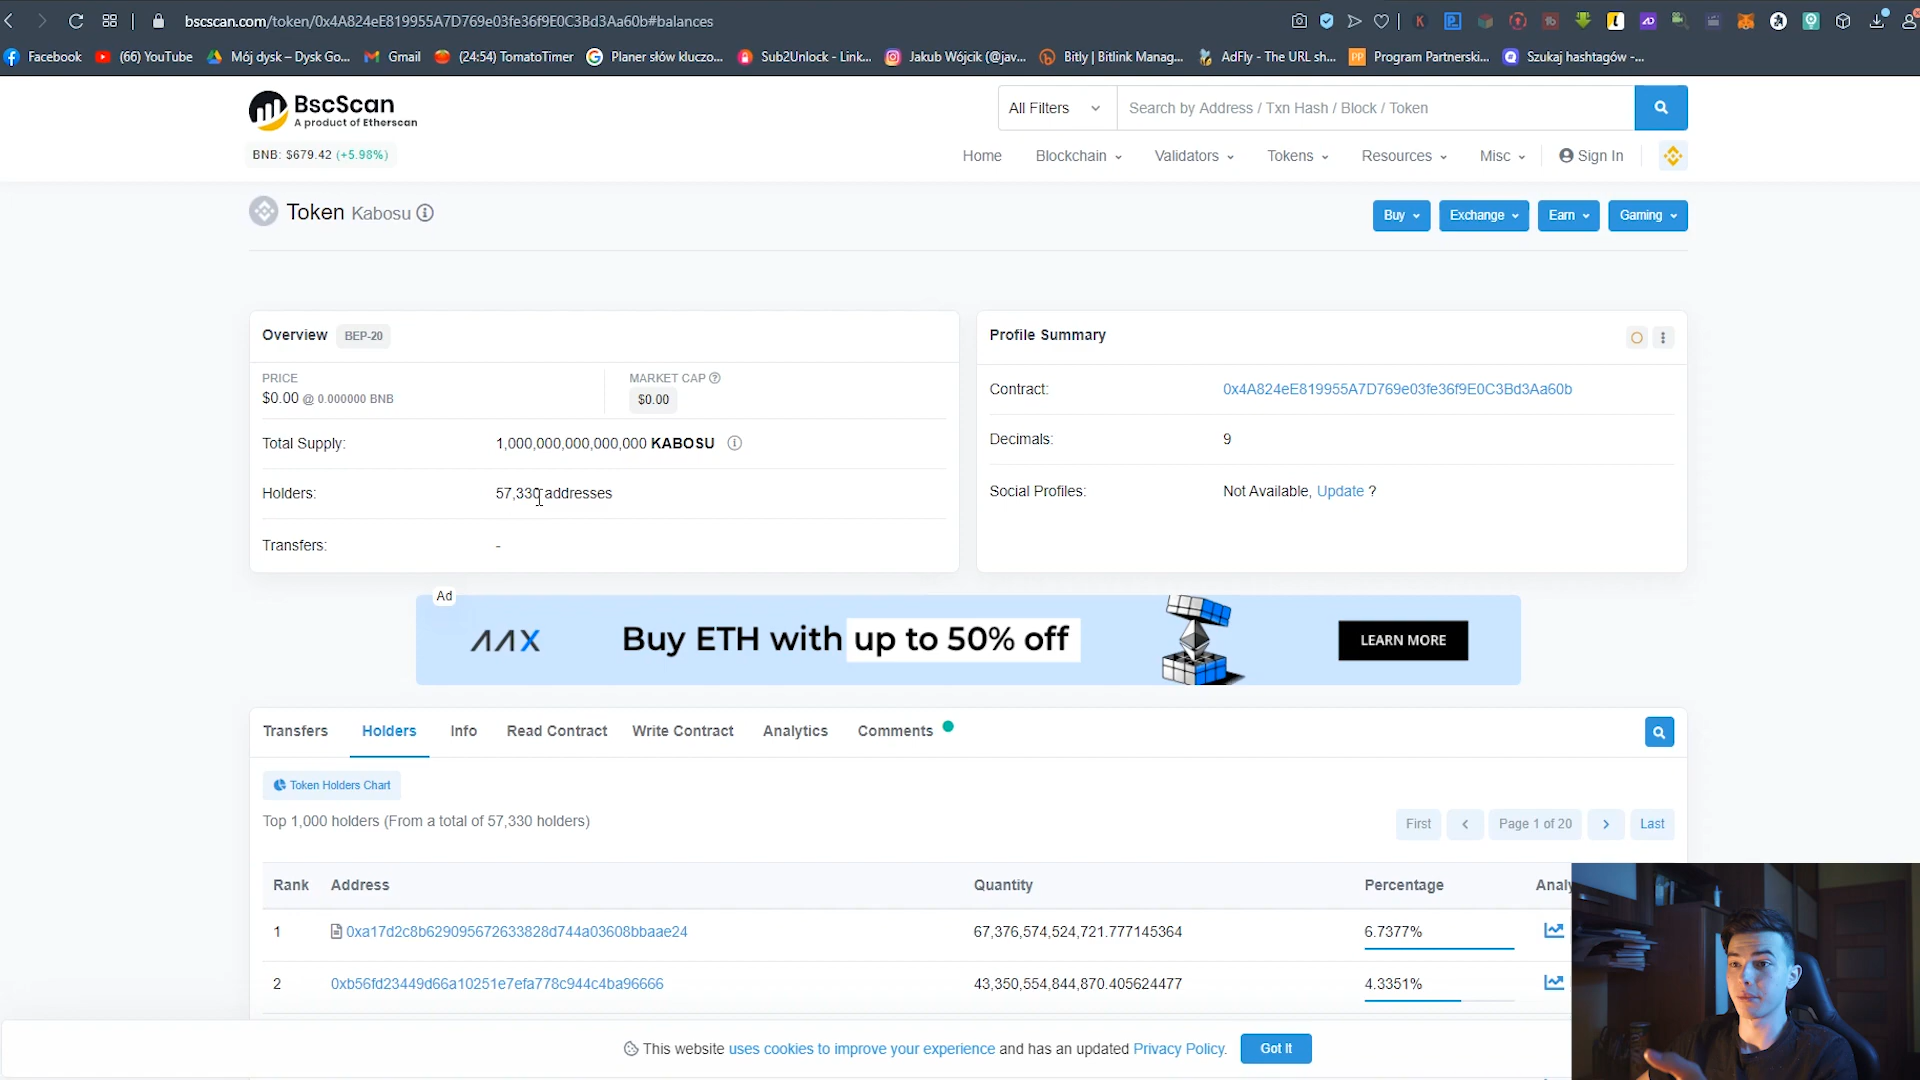 bscscan.com/token/0x4A824eE819955A7D769e03fe36f9E0C3Bd3Aa60b#balances
Facebook (66) YouTube Mój dysk – Dysk Go... Gmail (24:54) TomatoTimer Planer słów kluczo... Sub2Unlock - Link... Jakub Wójcik (@jav... Bitly | Bitlink Manag... AdFly - The URL sh... Program Partnerski... Szukaj hashtagów -...
BscScan
A product of Etherscan
All Filters Search by Address / Txn Hash / Block / Token
BNB: $679.42 (+5.98%)
Home Blockchain Validators Tokens Resources Misc Sign In
Token Kabosu
Buy Exchange Earn Gaming
Overview BEP-20
PRICE
$0.00 @ 0.000000 BNB
MARKET CAP
$0.00
Total Supply: 1,000,000,000,000,000 KABOSU
Holders: 57,330 addresses
Transfers: -
Profile Summary
Contract: 0x4A824eE819955A7D769e03fe36f9E0C3Bd3Aa60b
Decimals: 9
Social Profiles: Not Available, Update ?
Ad
AAX Buy ETH with up to 50% off LEARN MORE
Transfers Holders Info Read Contract Write Contract Analytics Comments
Token Holders Chart
Top 1,000 holders (From a total of 57,330 holders)
First Page 1 of 20 Last
Rank Address Quantity Percentage Analy
1 0xa17d2c8b629095672633828d744a03608bbaae24 67,376,574,524,721.777145364 6.7377%
2 0xb56fd23449d66a10251e7efa778c944c4ba96666 43,350,554,844,870.405624477 4.3351%
This website uses cookies to improve your experience and has an updated Privacy Policy. Got It